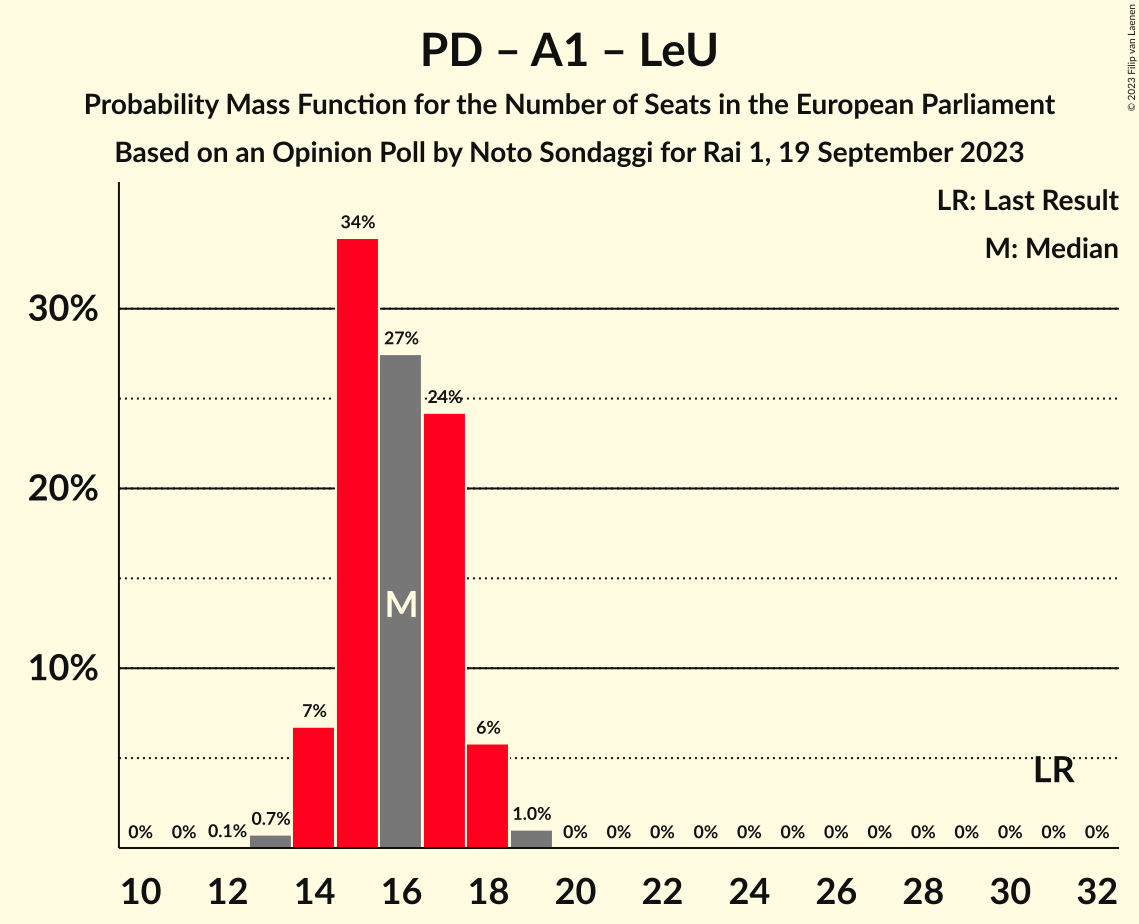 PD – A1 – LeU
Probability Mass Function for the Number of Seats in the European Parliament
Based on an Opinion Poll by Noto Sondaggi for Rai 1, 19 September 2023
© 2023 Filip van Laenen
LR: Last Result
M: Median
34%
30%
27%
24%
20%
M
10%
7%
6%
LR
0% 0% 0.1% 0.7% 1.0% 0% 0% 0% 0% 0% 0% 0% 0% 0% 0% 0% 0% 0%
10 12 14 16 18 20 22 24 26 28 30 32